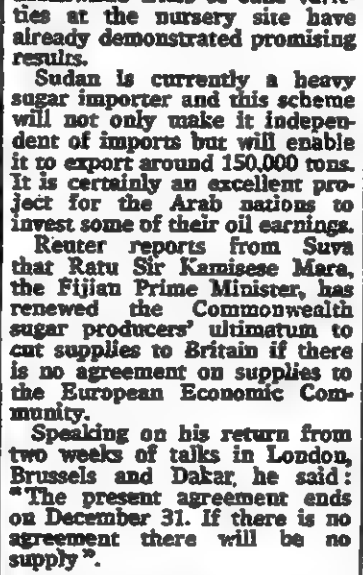 ties at the nursery site have
already demonstrated promising
results.
Sudan is currently a heavy
sugar importer and this scheme
will not only make it indepen-
dent of imports but will enable
it to export around 150,000 tons.
It is certainly an excellent pro-
ject for the Arab nations to
invest some of their oil earnings.
Reuter reports from Suva
that Ratu Sir Kamisese Mara,
the Fijian Prime Minister, has
renewed the Commonwealth
sugar producers' ultimatum to
cut supplies to Britain if there
is no agreement on supplies to
the European Economic Com-
munity.
Speaking on his return from
two weeks of talks in London,
Brussels and Dakar, he said:
"The present agreement ends
on December 31. If there is no
agreement there will be no
supply".